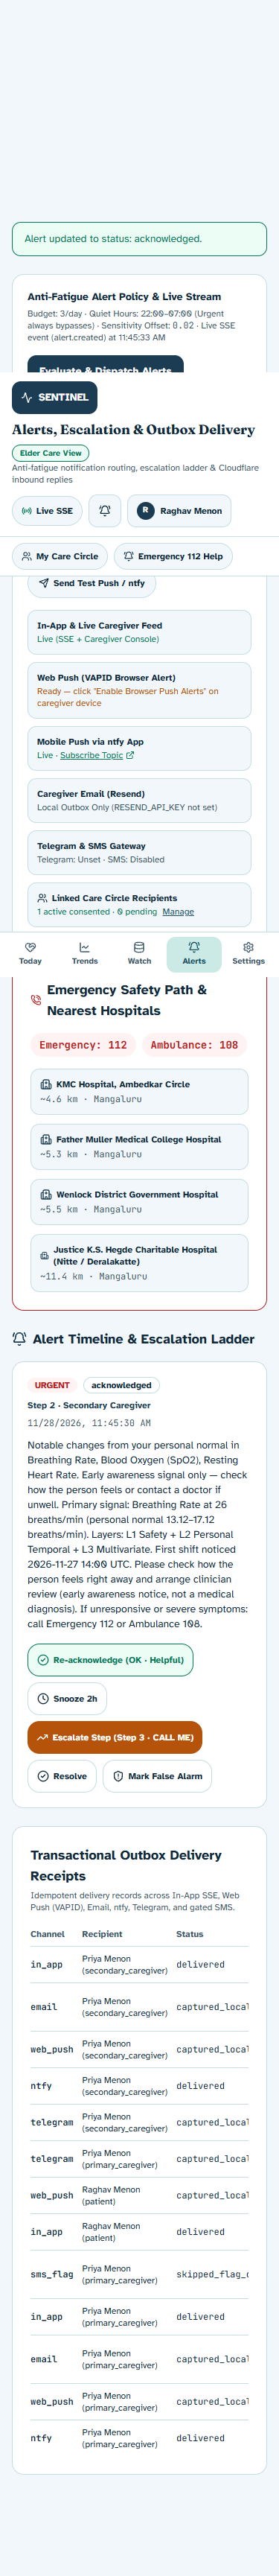 Alert updated to status: acknowledged.
Anti-Fatigue Alert Policy & Live Stream
Budget: 3/day · Quiet Hours: 22:00–07:00 (Urgent
always bypasses) · Sensitivity Offset: 0.02 · Live SSE
event (alert.created) at 11:45:33 AM
Evaluate & Dispatch Alerts
SENTINEL
Alerts, Escalation & Outbox Delivery
Elder Care View
Anti-fatigue notification routing, escalation ladder & Cloudflare
inbound replies
Live SSE
R Raghav Menon
My Care Circle
Emergency 112 Help
Send Test Push / ntfy
In-App & Live Caregiver Feed
Live (SSE + Caregiver Console)
Web Push (VAPID Browser Alert)
Ready — click "Enable Browser Push Alerts" on
caregiver device
Mobile Push via ntfy App
Live · Subscribe Topic
Caregiver Email (Resend)
Local Outbox Only (RESEND_API_KEY not set)
Telegram & SMS Gateway
Telegram: Unset · SMS: Disabled
Linked Care Circle Recipients
1 active consented · 0 pending Manage
Today
Trends
Watch
Alerts
Settings
Emergency Safety Path &
Nearest Hospitals
Emergency: 112
Ambulance: 108
KMC Hospital, Ambedkar Circle
~4.6 km · Mangaluru
Father Muller Medical College Hospital
~5.3 km · Mangaluru
Wenlock District Government Hospital
~5.5 km · Mangaluru
Justice K.S. Hegde Charitable Hospital
(Nitte / Deralakatte)
~11.4 km · Mangaluru
Alert Timeline & Escalation Ladder
URGENT
acknowledged
Step 2 · Secondary Caregiver
11/28/2026, 11:45:30 AM
Notable changes from your personal normal in
Breathing Rate, Blood Oxygen (SpO2), Resting
Heart Rate. Early awareness signal only — check
how the person feels or contact a doctor if
unwell. Primary signal: Breathing Rate at 26
breaths/min (personal normal 13.12–17.12
breaths/min). Layers: L1 Safety + L2 Personal
Temporal + L3 Multivariate. First shift noticed
2026-11-27 14:00 UTC. Please check how the
person feels right away and arrange clinician
review (early awareness notice, not a medical
diagnosis). If unresponsive or severe symptoms:
call Emergency 112 or Ambulance 108.
Re-acknowledge (OK · Helpful)
Snooze 2h
Escalate Step (Step 3 · CALL ME)
Resolve
Mark False Alarm
Transactional Outbox Delivery
Receipts
Idempotent delivery records across In-App SSE, Web
Push (VAPID), Email, ntfy, Telegram, and gated SMS.
Channel Recipient Status
in_app Priya Menon (secondary_caregiver) delivered
email Priya Menon (secondary_caregiver) captured_local
web_push Priya Menon (secondary_caregiver) captured_local
ntfy Priya Menon (secondary_caregiver) delivered
telegram Priya Menon (secondary_caregiver) captured_local
telegram Priya Menon (primary_caregiver) captured_local
web_push Raghav Menon (patient) captured_local
in_app Raghav Menon (patient) delivered
sms_flag Priya Menon (primary_caregiver) skipped_flag_
in_app Priya Menon (primary_caregiver) delivered
email Priya Menon (primary_caregiver) captured_local
web_push Priya Menon (primary_caregiver) captured_local
ntfy Priya Menon (primary_caregiver) delivered